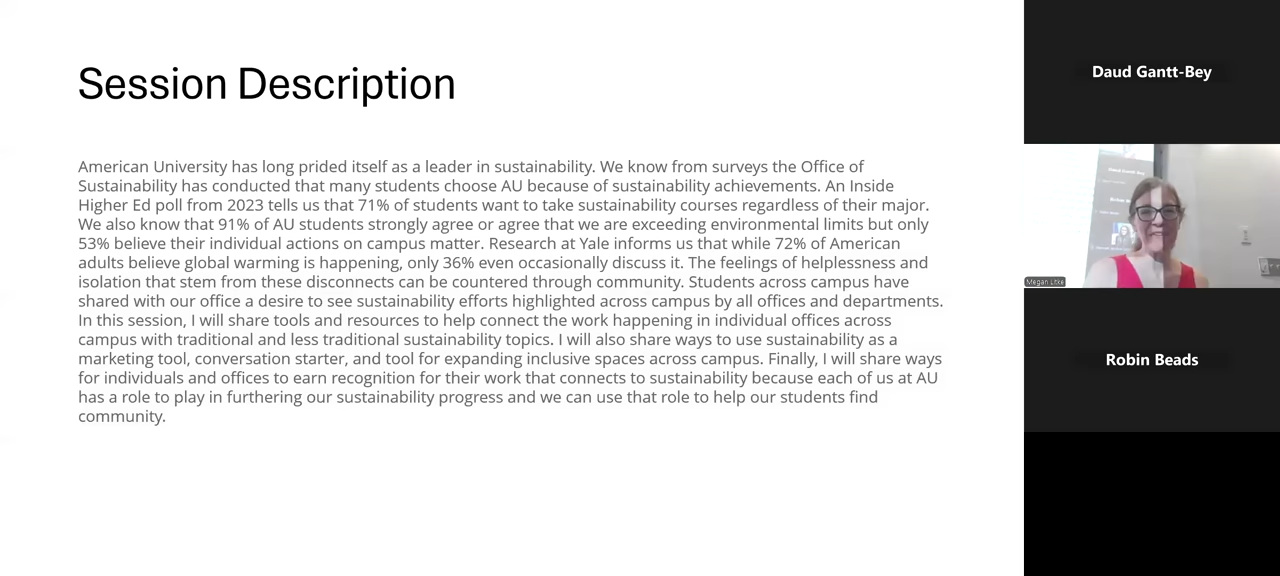 Session Description
American University has long prided itself as a leader in sustainability. We know from surveys the Office of
Sustainability has conducted that many students choose AU because of sustainability achievements. An Inside
Higher Ed poll from 2023 tells us that 71% of students want to take sustainability courses regardless of their major.
We also know that 91% of AU students strongly agree or agree that we are exceeding environmental limits but only
53% believe their individual actions on campus matter. Research at Yale informs us that while 72% of American
adults believe global warming is happening, only 36% even occasionally discuss it. The feelings of helplessness and
isolation that stem from these disconnects can be countered through community. Students across campus have
shared with our office a desire to see sustainability efforts highlighted across campus by all offices and departments.
In this session, I will share tools and resources to help connect the work happening in individual offices across
campus with traditional and less traditional sustainability topics. I will also share ways to use sustainability as a
marketing tool, conversation starter, and tool for expanding inclusive spaces across campus. Finally, I will share ways
for individuals and offices to earn recognition for their work that connects to sustainability because each of us at AU
has a role to play in furthering our sustainability progress and we can use that role to help our students find
community.
Daud Gantt-Bey
Megan Litke
Robin Beads